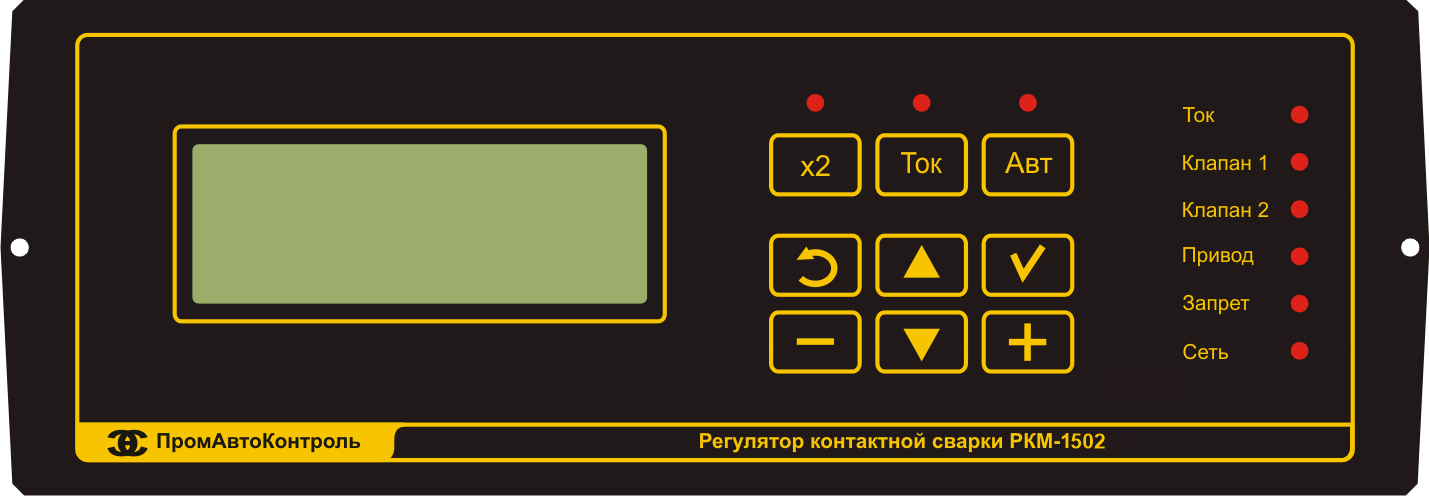 x2
Ток
Авт
Ток
Клапан 1
Клапан 2
Привод
Запрет
Сеть
ПромАвтоКонтроль
Регулятор контактной сварки РКМ-1502